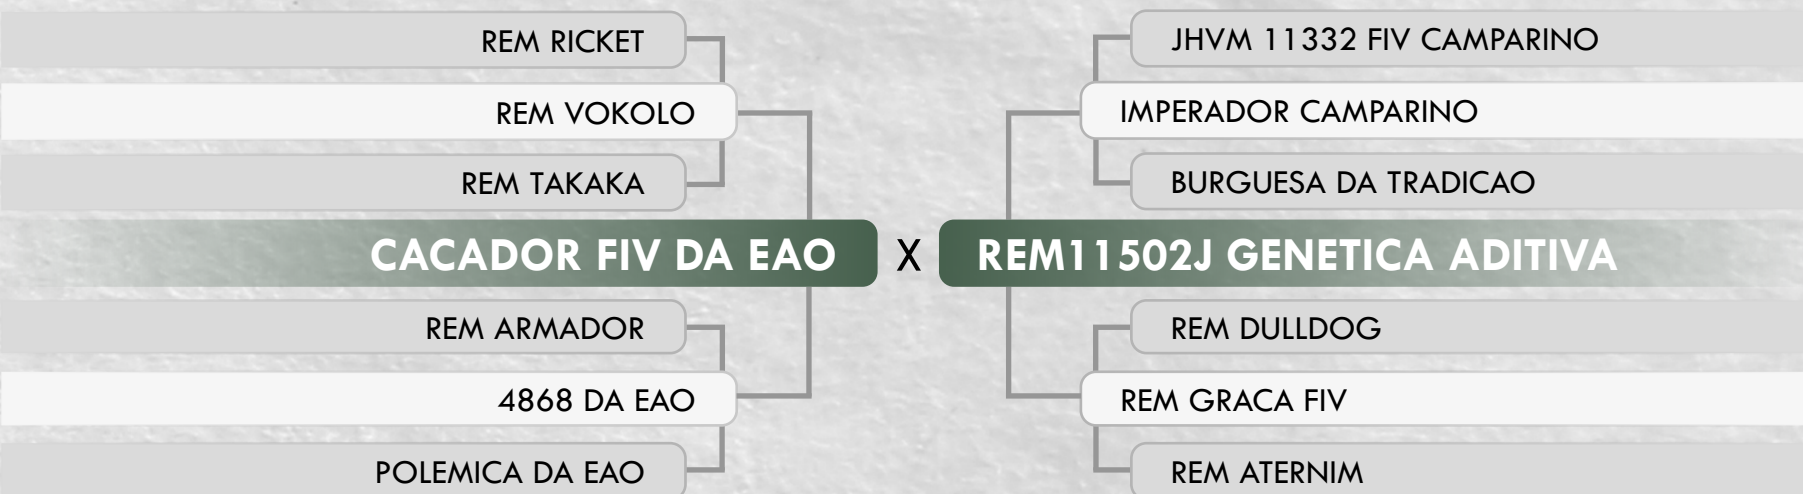 REM RICKET
REM VOKOLO
REM TAKAKA
CACADOR FIV DA EAO
REM ARMADOR
4868 DA EAO
POLEMICA DA EAO
X
JHVM 11332 FIV CAMPARINO
IMPERADOR CAMPARINO
BURGUESA DA TRADICAO
REM11502J GENETICA ADITIVA
REM DULLDOG
REM GRACA FIV
REM ATERNIM